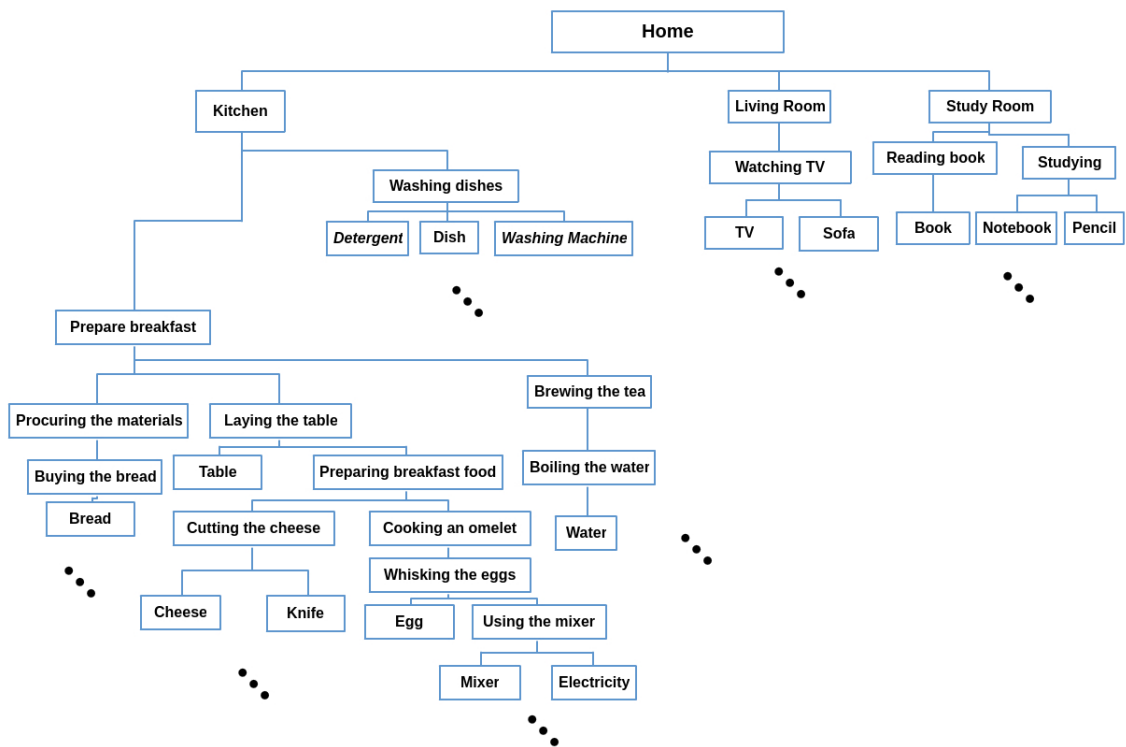 Home
Kitchen
Living Room
Study Room
Washing dishes
Watching TV
Reading book
Studying
Detergent
Dish
Washing Machine
TV
Sofa
Book
Notebook
Pencil
Prepare breakfast
Procuring the materials
Laying the table
Brewing the tea
Buying the bread
Table
Preparing breakfast food
Boiling the water
Bread
Cutting the cheese
Cooking an omelet
Water
Whisking the eggs
Cheese
Knife
Egg
Using the mixer
Mixer
Electricity